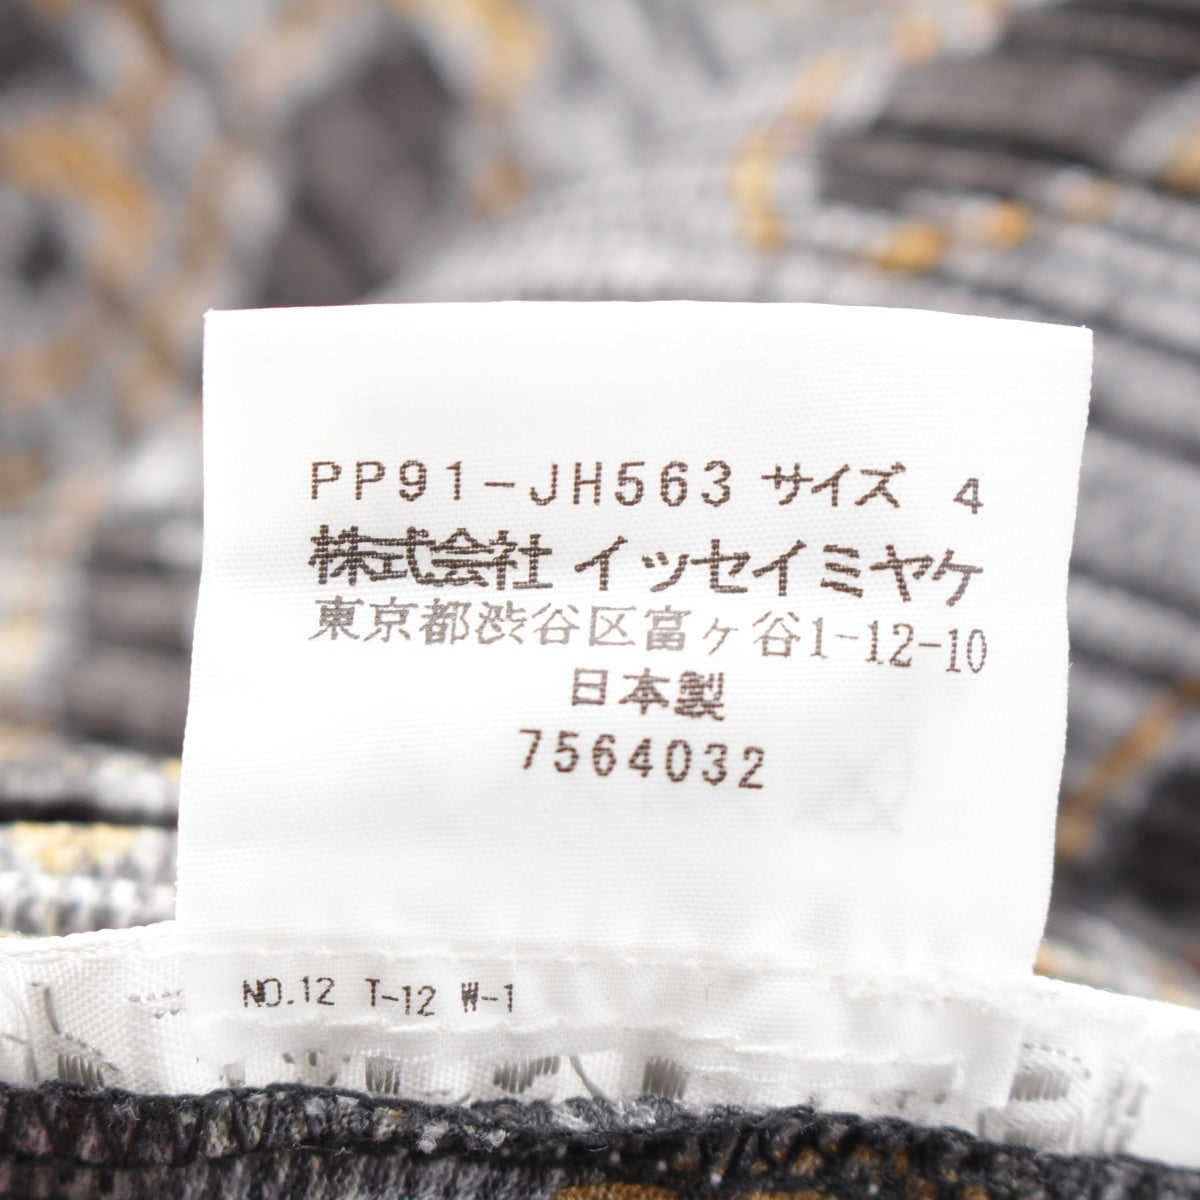 PP91-JH563 サイズ 4
株式会社 イッセイミヤケ
東京都渋谷区富ヶ谷1-12-10
日本製
7564032
NO.12 T-12 W-1